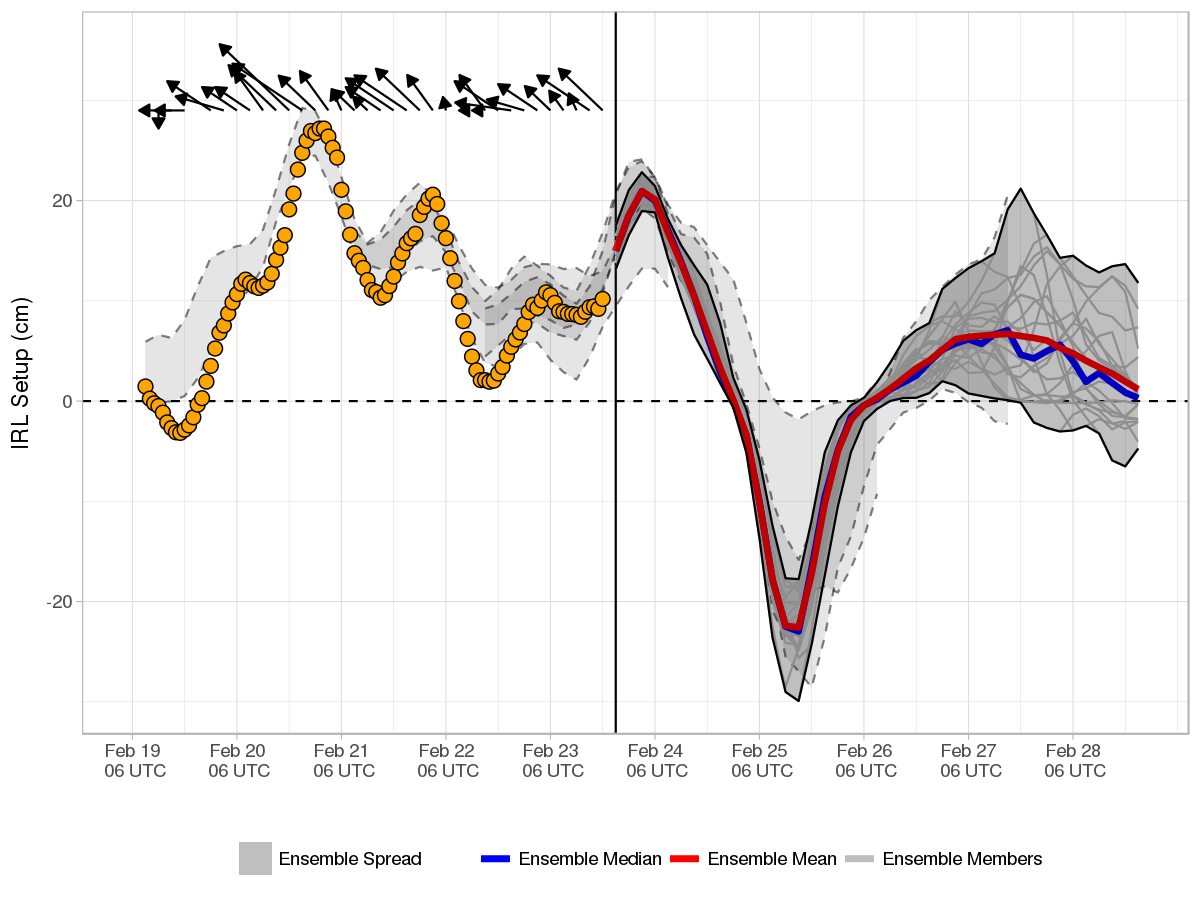 IRL Setup (cm)
20
0
-20
Feb 19 Feb 20 Feb 21 Feb 22 Feb 23 Feb 24 Feb 25 Feb 26 Feb 27 Feb 28
06 UTC 06 UTC 06 UTC 06 UTC 06 UTC 06 UTC 06 UTC 06 UTC 06 UTC 06 UTC
Ensemble Spread Ensemble Median Ensemble Mean Ensemble Members